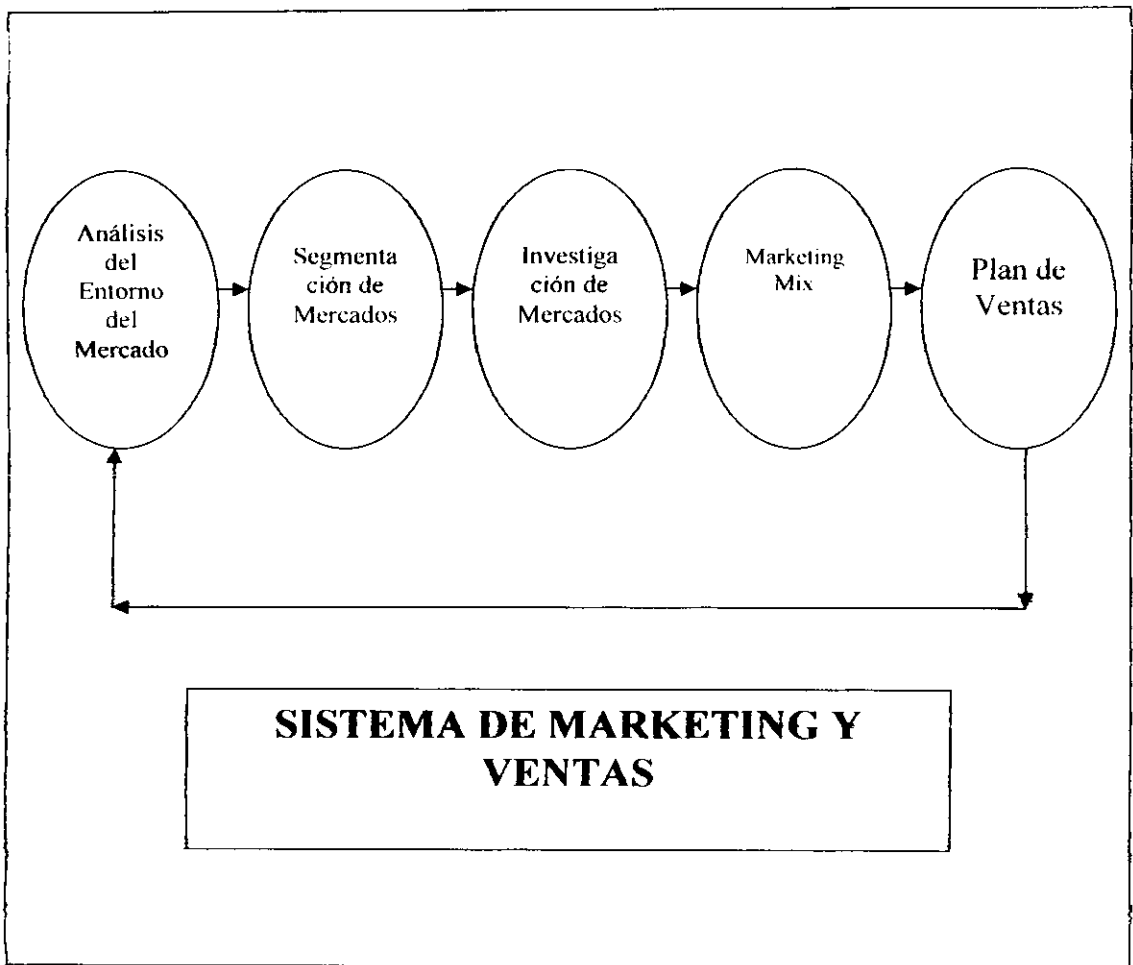 Análisis
del
Entorno
del
Mercado
Segmenta
ción de
Mercados
Investiga
ción de
Mercados
Marketing
Mix
Plan de
Ventas
SISTEMA DE MARKETING Y
VENTAS